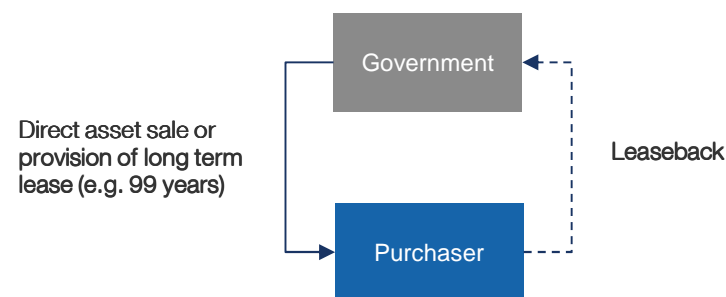 Government
Direct asset sale or
provision of long term
lease (e.g. 99 years)
Leaseback
Purchaser